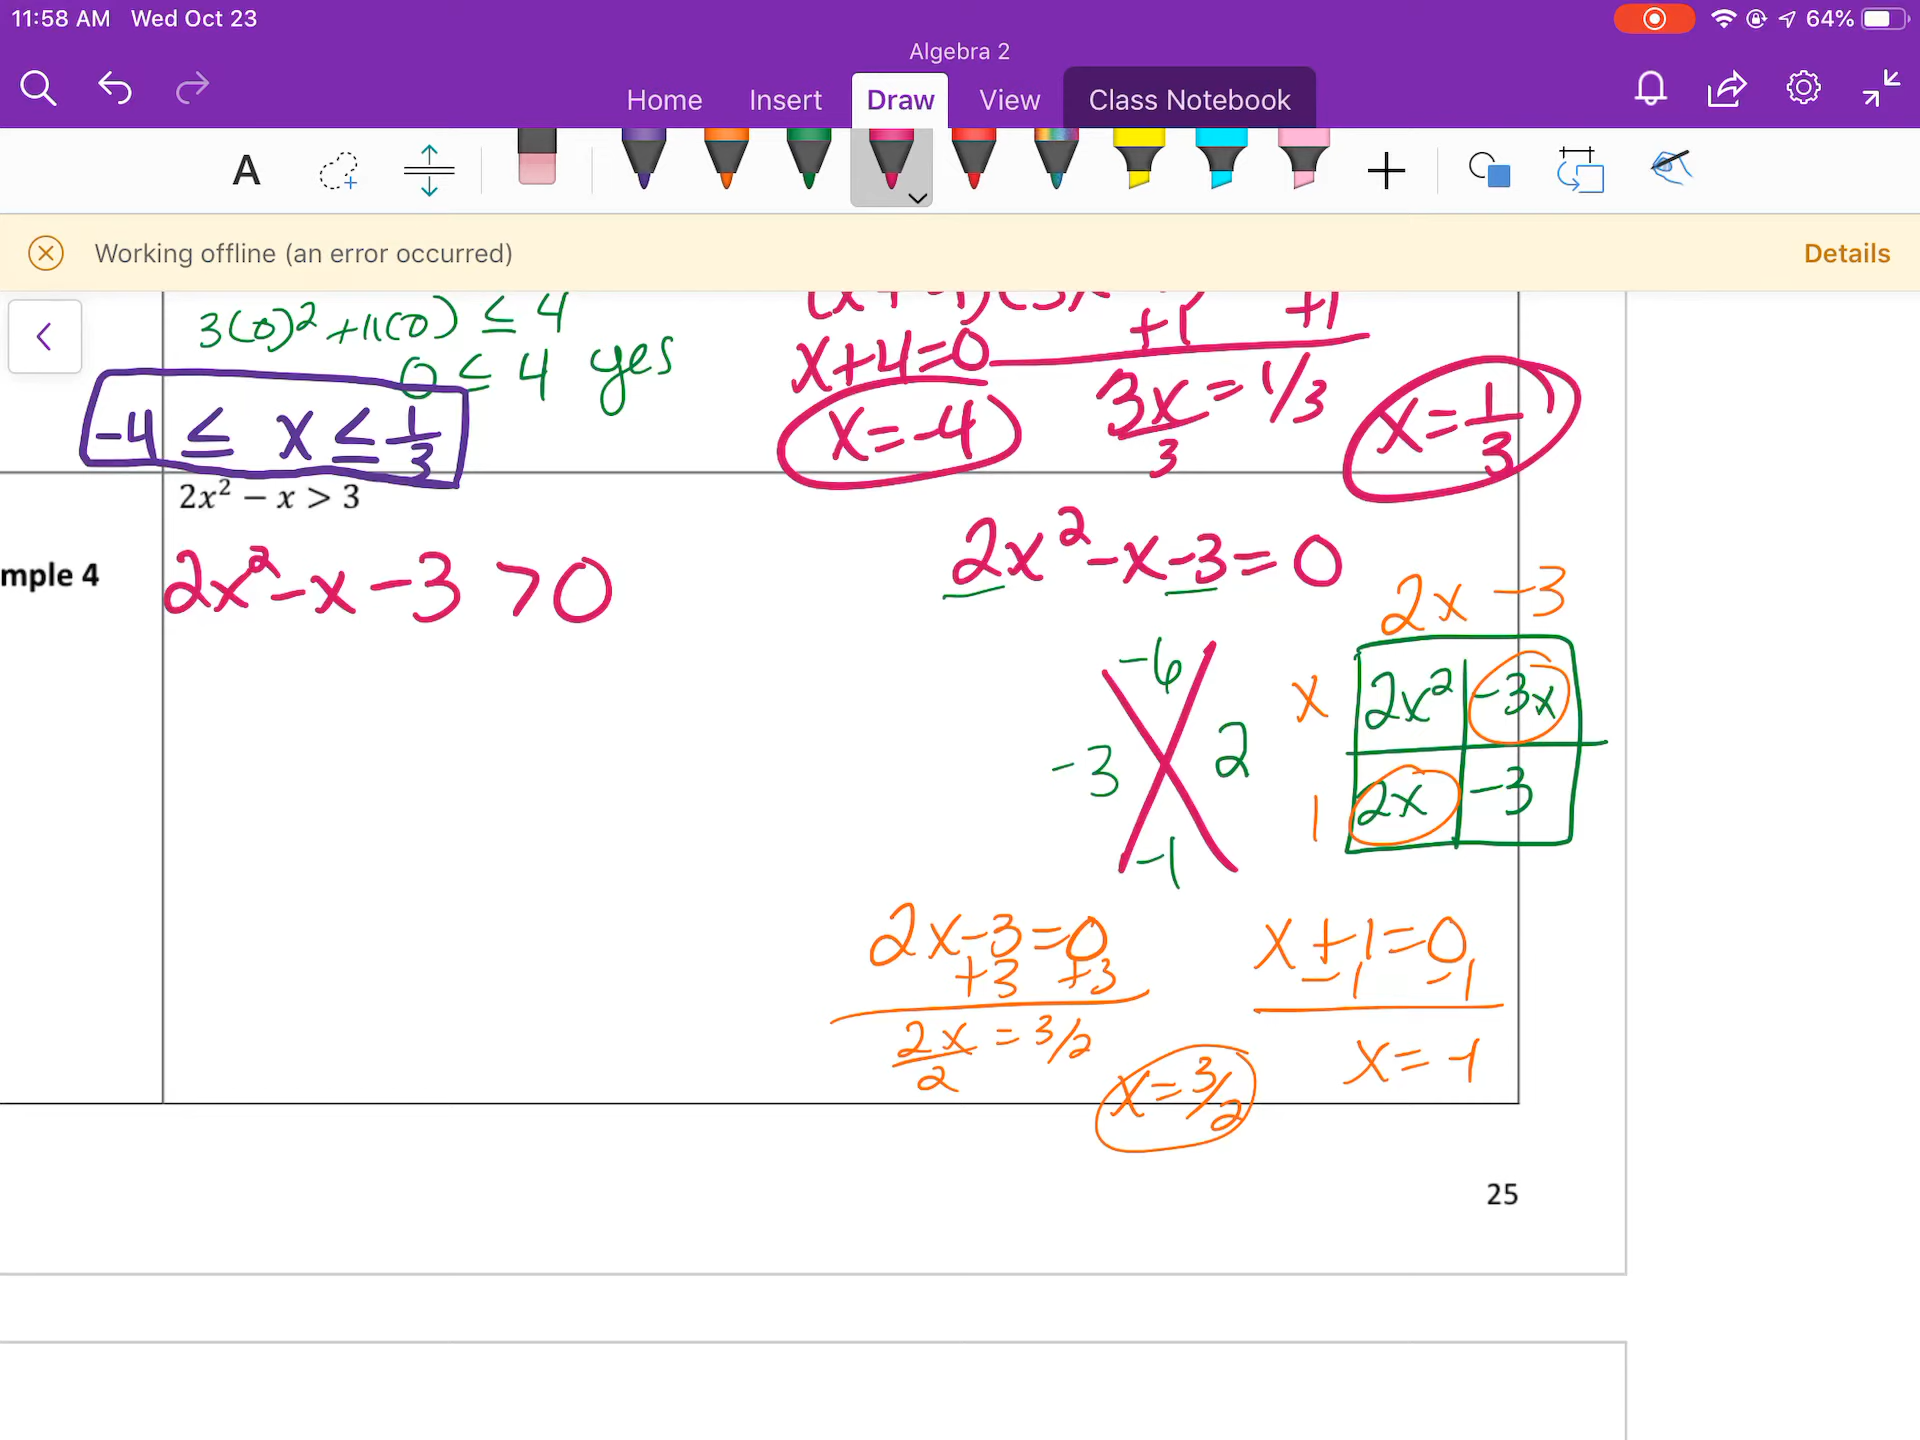 11:58 AM Wed Oct 23
64%
Algebra 2
Home Insert Draw View Class Notebook
A
Working offline (an error occurred)
Details
3(0)² +11(0) ≤ 4
0 ≤ 4 yes
-4 ≤ x ≤ 1/3
+1 +1
x+4=0
x=-4
3x/3 = 1/3
x = 1/3
mple 4
2x² − x > 3
2x²-x-3 >0
2x²-x-3=0
-6
-3 2
-1
2x -3
x 2x² -3x
1 2x -3
2x-3=0
+3 +3
2x/2 = 3/2
x=3/2
x+1=0
-1 -1
x=-1
25